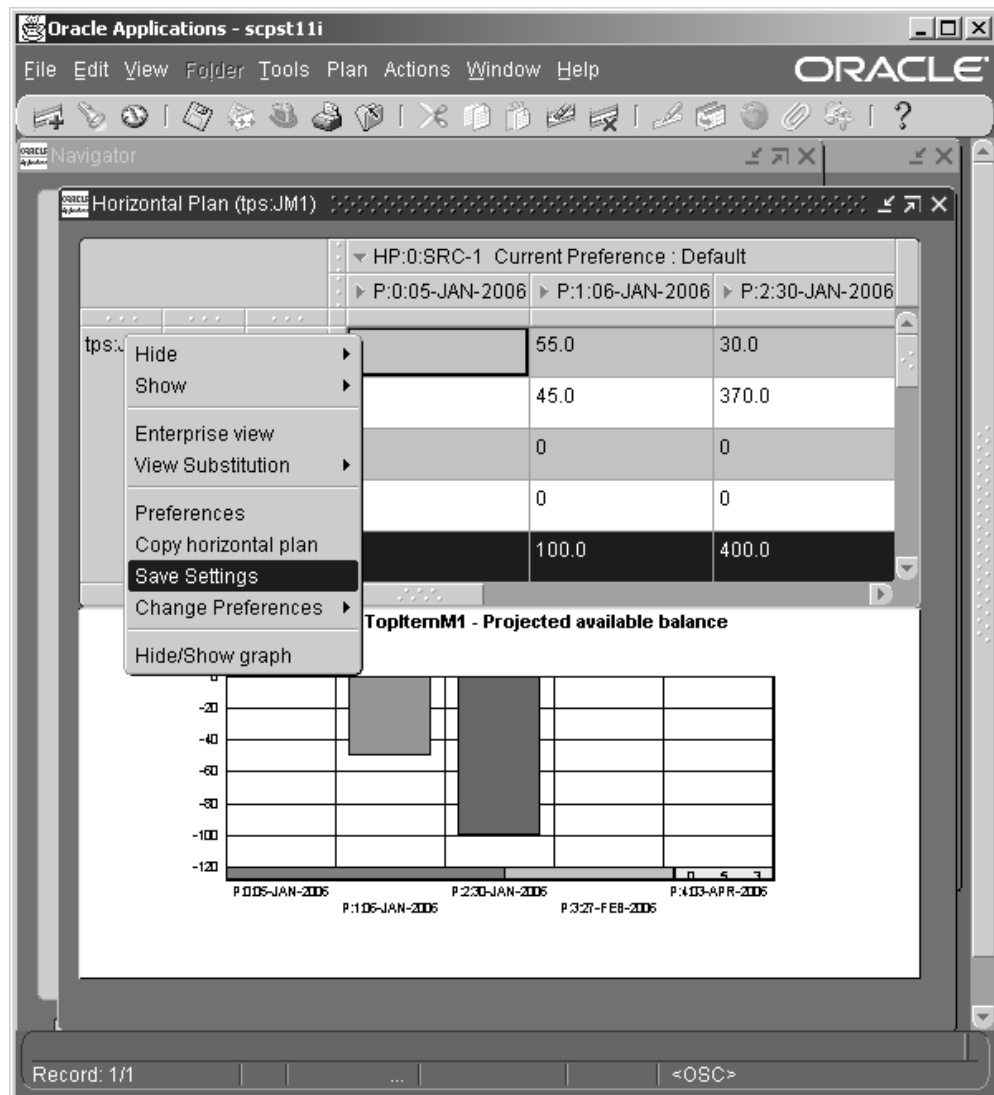 Oracle Applications - scpst11i
File Edit View Folder Tools Plan Actions Window Help ORACLE
Navigator
Horizontal Plan (tps:JM1)
HP:0:SRC-1 Current Preference : Default
P:0:05-JAN-2006 P:1:06-JAN-2006 P:2:30-JAN-2006
55.0 30.0
Hide
Show
45.0 370.0
Enterprise view
0 0
View Substitution
0 0
Preferences
Copy horizontal plan
100.0 400.0
Save Settings
Change Preferences
TopItemM1 - Projected available balance
Hide/Show graph
0
-20
-40
-60
-80
-100
-120
0 5 3
P:0:05-JAN-2006 P:2:30-JAN-2006 P:4:03-APR-2006
P:1:06-JAN-2006 P:3:27-FEB-2006
Record: 1/1 ... <OSC>